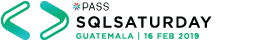 PASS
SQLSATURDAY
GUATEMALA | 16 FEB 2019